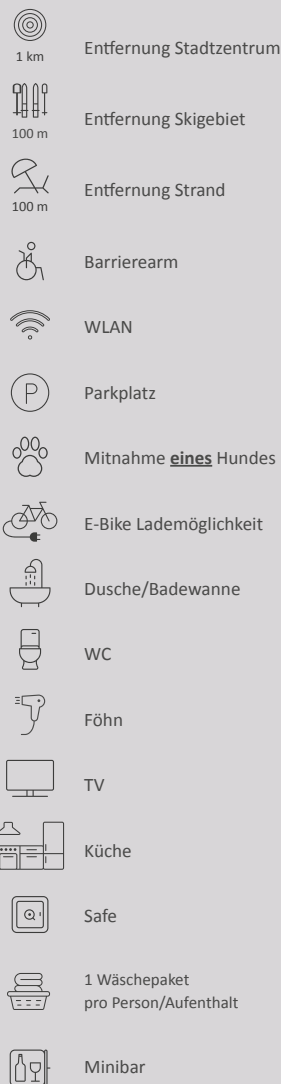 1 km
Entfernung Stadtzentrum
100 m
Entfernung Skigebiet
100 m
Entfernung Strand
Barrierearm
WLAN
P
Parkplatz
Mitnahme eines Hundes
E-Bike Lademöglichkeit
Dusche/Badewanne
WC
Föhn
TV
Küche
Safe
1 Wäschepaket
pro Person/Aufenthalt
Minibar